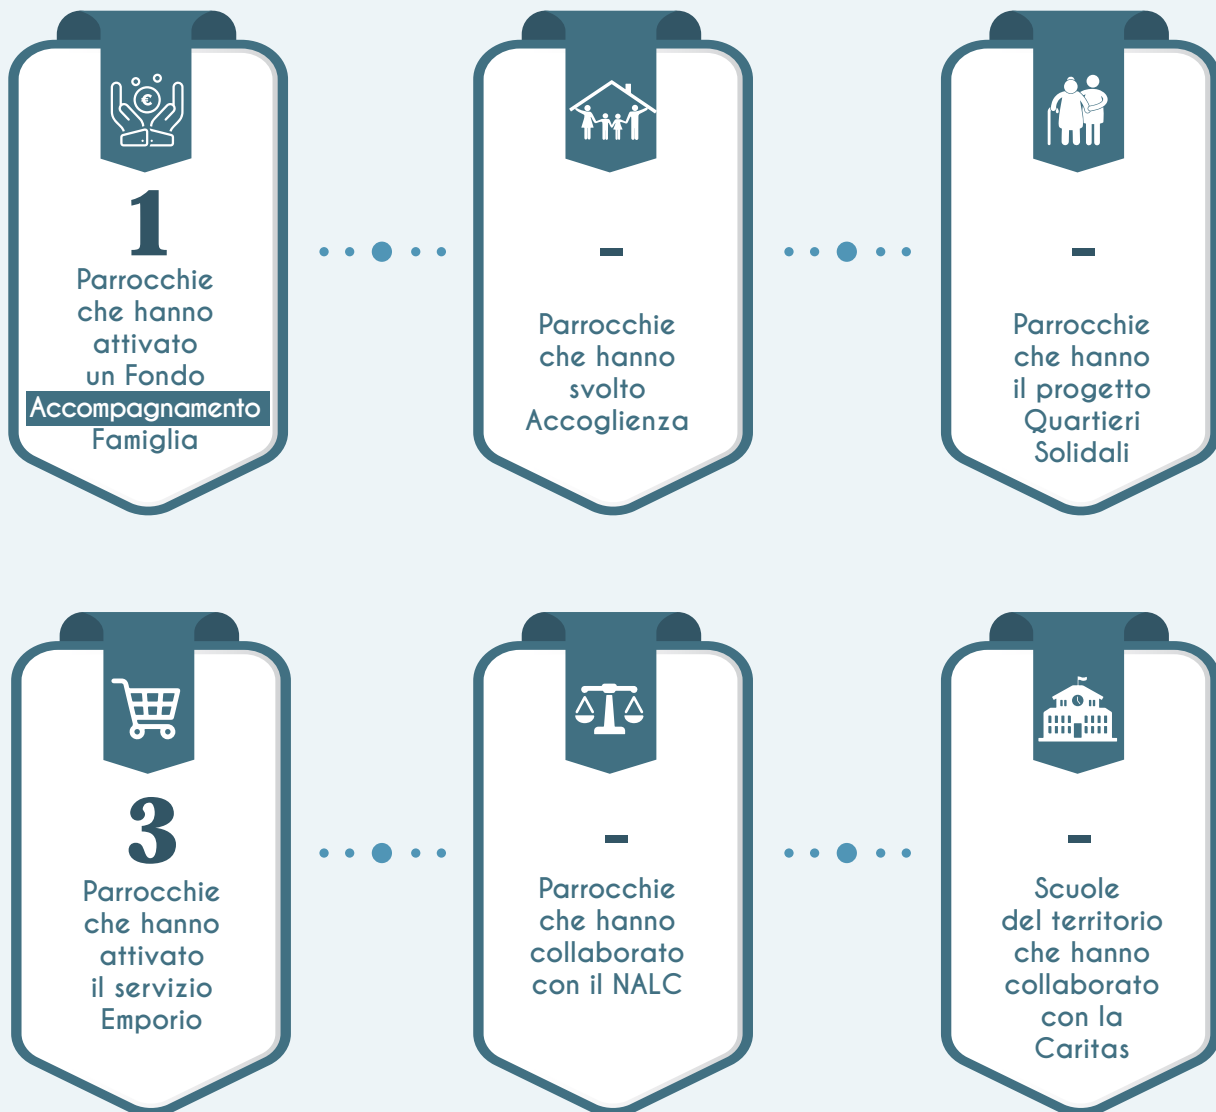 €
1
Parrocchie
che hanno
attivato
un Fondo
Accompagnamento
Famiglia
-
Parrocchie
che hanno
svolto
Accoglienza
-
Parrocchie
che hanno
il progetto
Quartieri
Solidali
3
Parrocchie
che hanno
attivato
il servizio
Emporio
-
Parrocchie
che hanno
collaborato
con il NALC
-
Scuole
del territorio
che hanno
collaborato
con la
Caritas